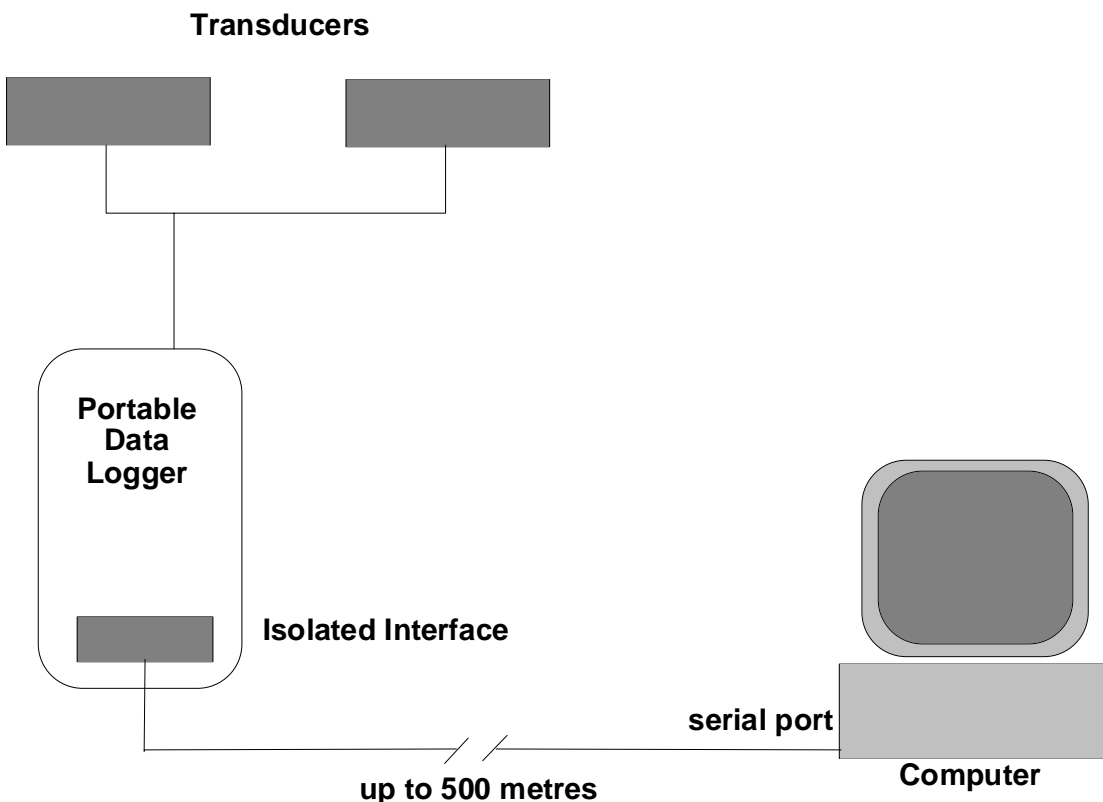 Transducers
Portable
Data
Logger
Isolated Interface
serial port
Computer
up to 500 metres